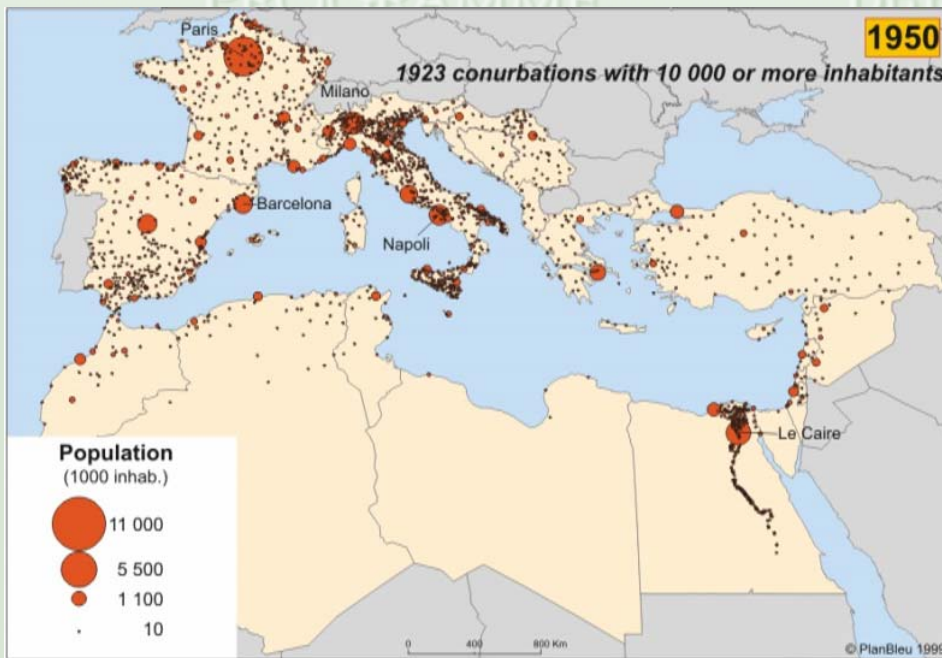 Paris
1950
1923 conurbations with 10 000 or more inhabitants
Milano
Barcelona
Napoli
Le Caire
Population
(1000 inhab.)
11 000
5 500
1 100
10
0 400 800 Km
© PlanBleu 1999